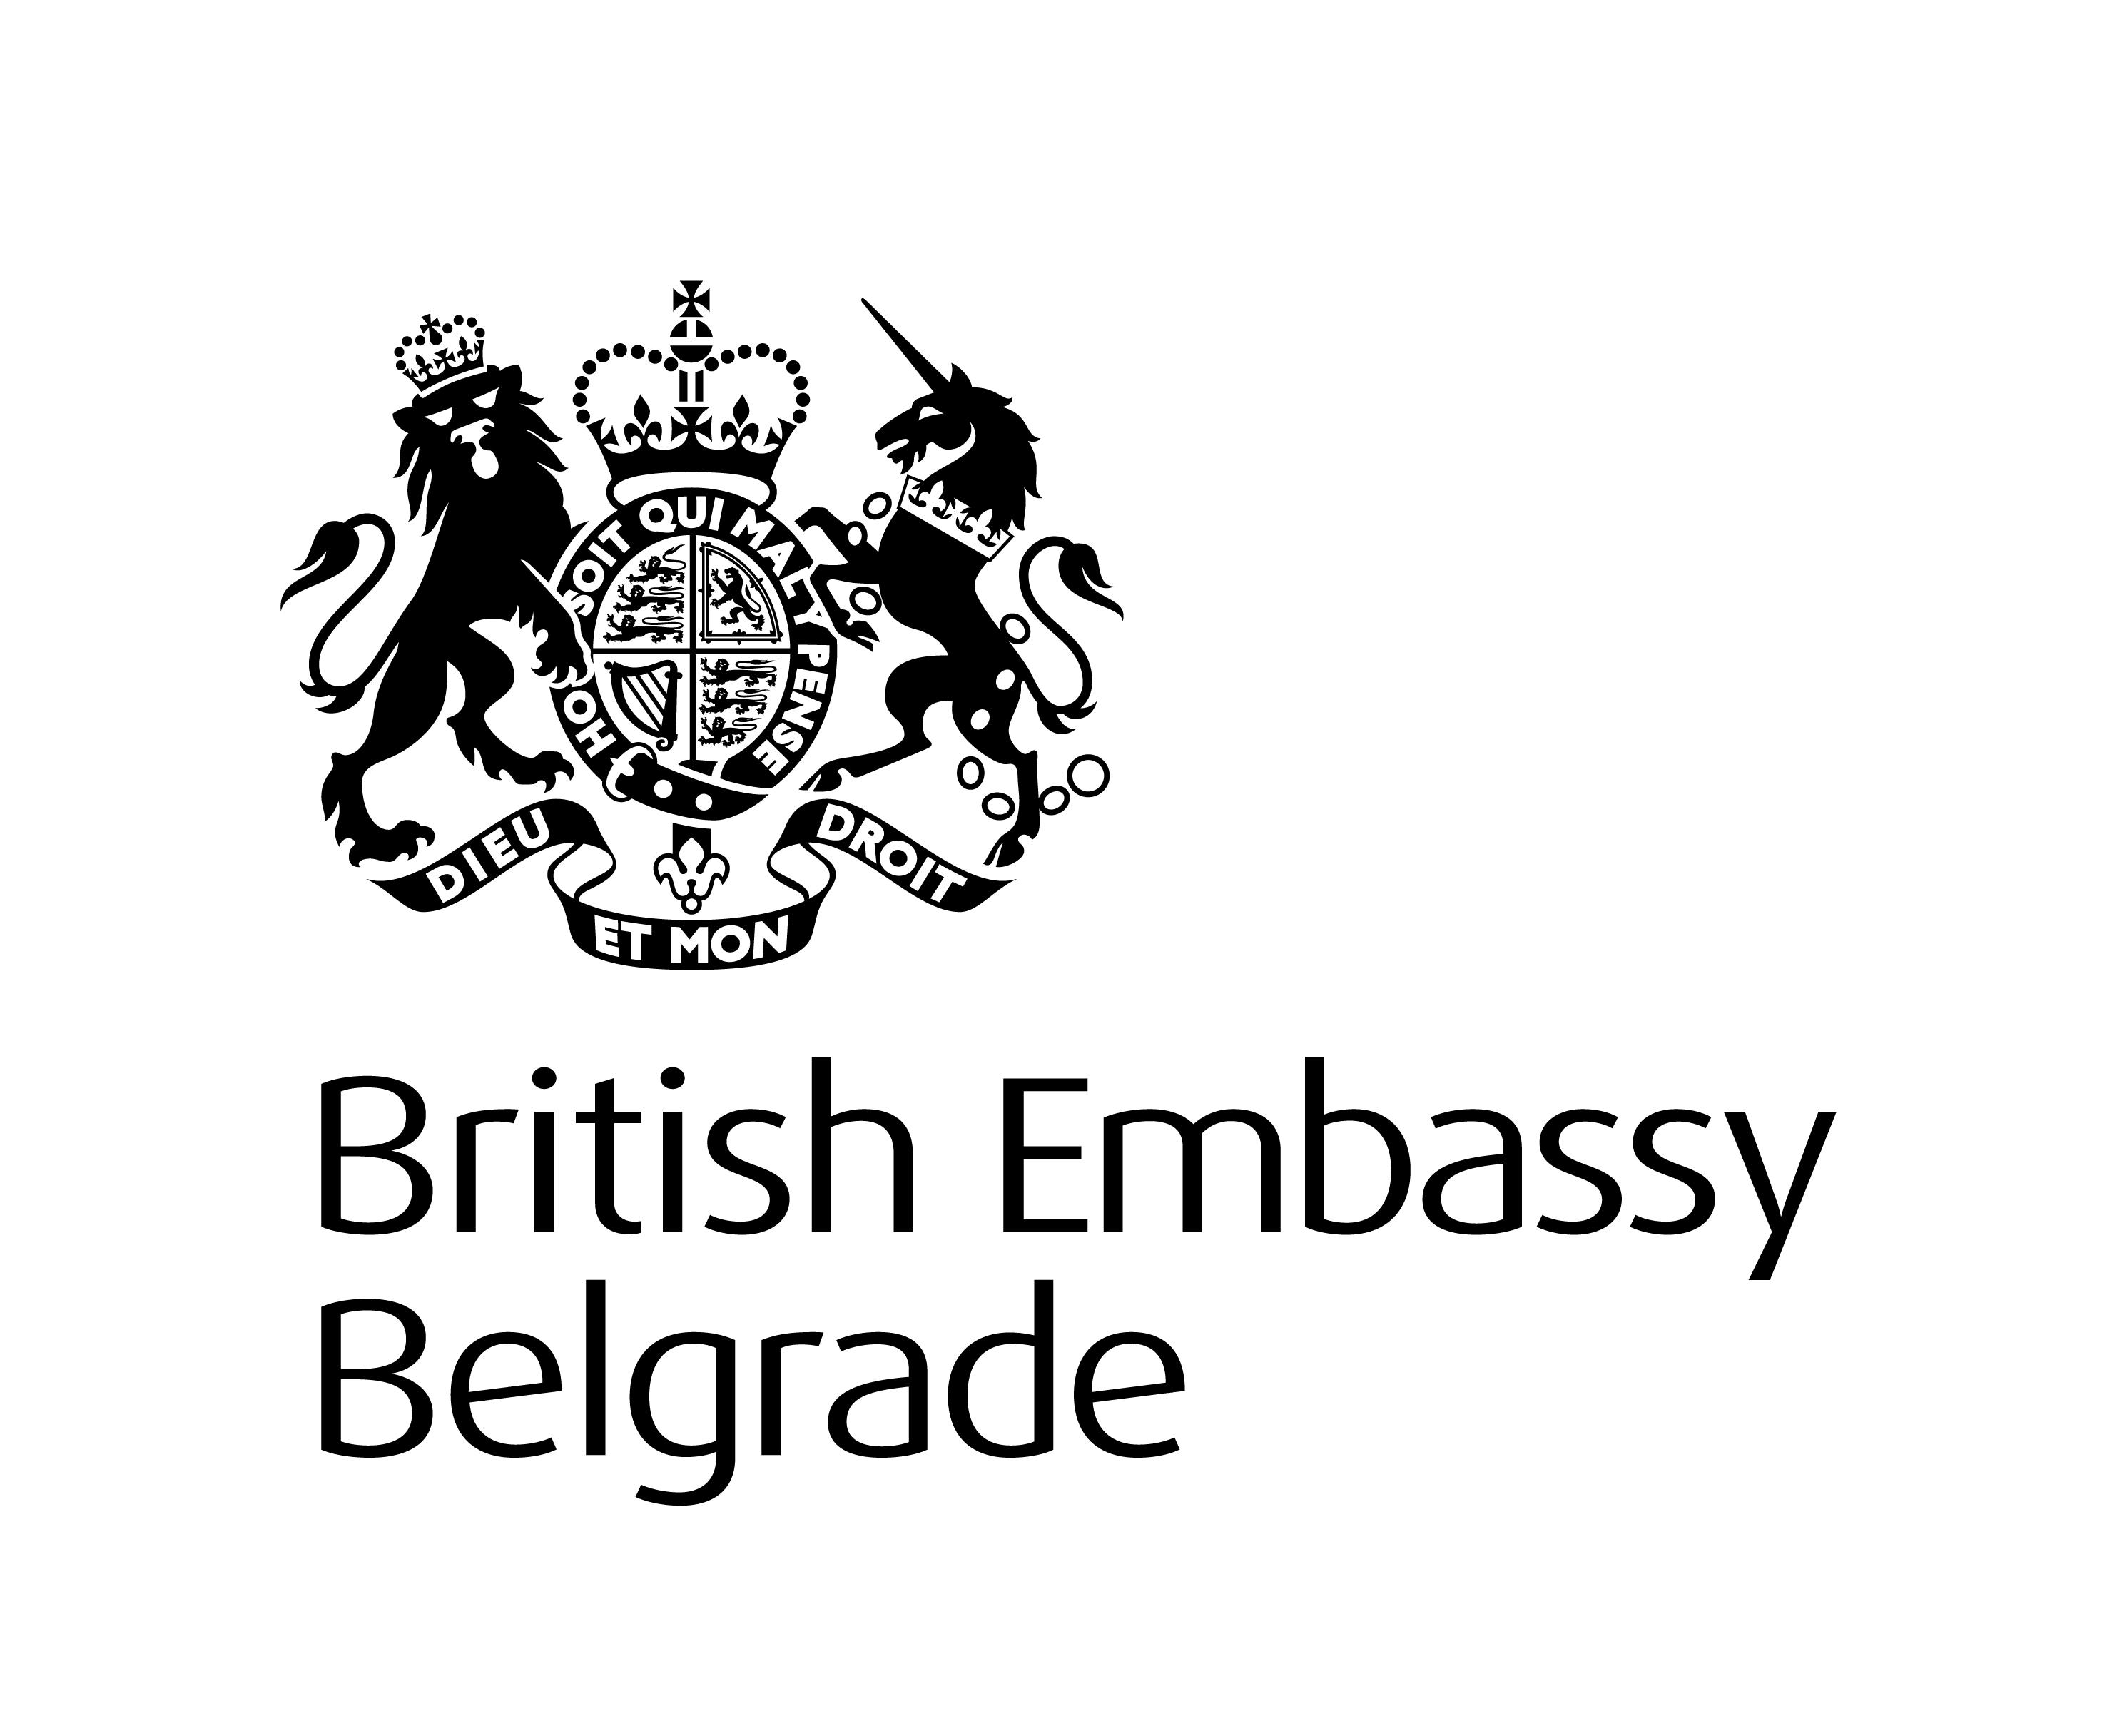 HONI SOIT QUI MAL Y PENSE
DIEU ET MON DROIT
British Embassy
Belgrade